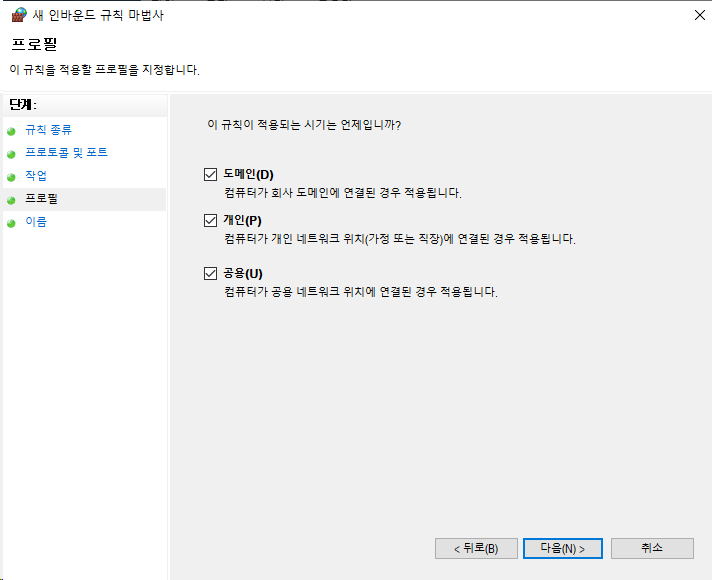 새 인바운드 규칙 마법사
프로필
이 규칙을 적용할 프로필을 지정합니다.
단계:
규칙 종류
프로토콜 및 포트
작업
프로필
이름
이 규칙이 적용되는 시기는 언제입니까?
도메인(D)
컴퓨터가 회사 도메인에 연결된 경우 적용됩니다.
개인(P)
컴퓨터가 개인 네트워크 위치(가정 또는 직장)에 연결된 경우 적용됩니다.
공용(U)
컴퓨터가 공용 네트워크 위치에 연결된 경우 적용됩니다.
< 뒤로(B) 다음(N) > 취소